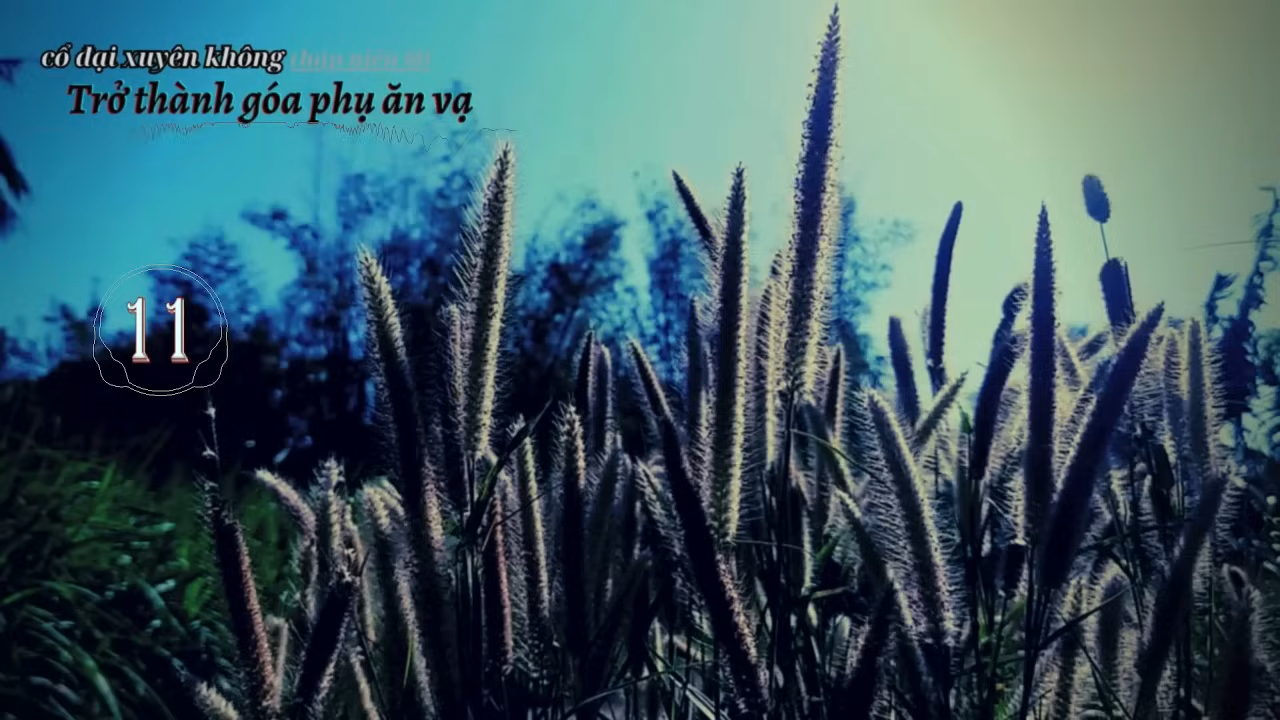 cổ đại xuyên không
Trở thành góa phụ ăn vạ
11